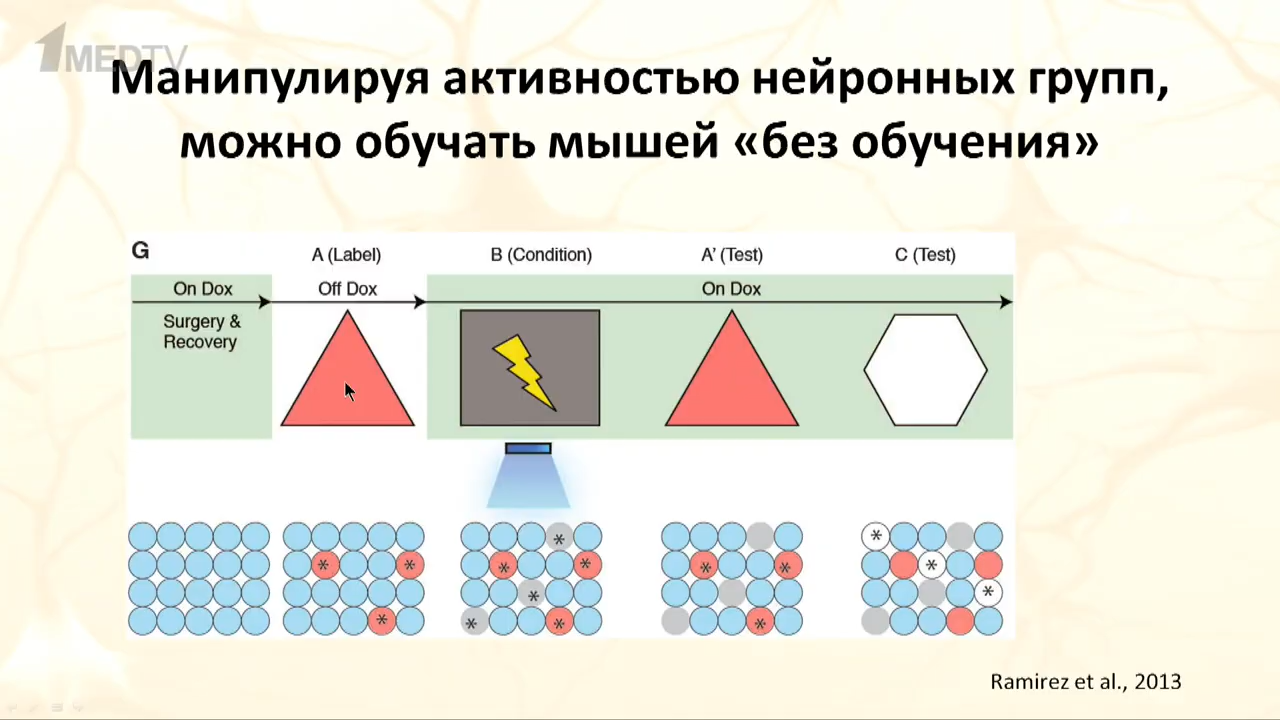 1MEDTV
Манипулируя активностью нейронных групп,
можно обучать мышей «без обучения»
G
A (Label)
B (Condition)
A’ (Test)
C (Test)
On Dox
Off Dox
On Dox
Surgery &
Recovery
* * * * * *
* * * * * * *
* * *
* *
Ramirez et al., 2013